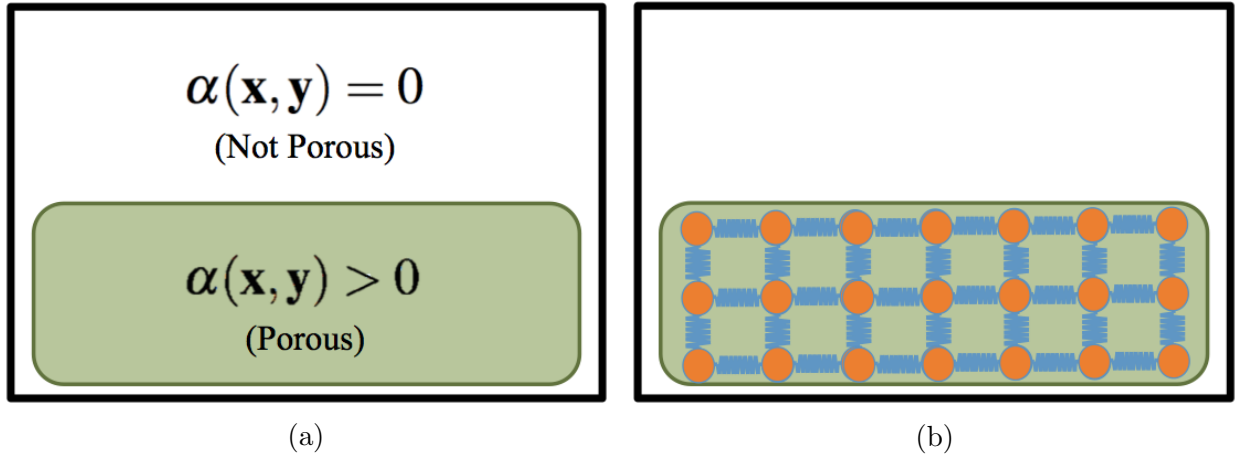 α(x, y) = 0
(Not Porous)
α(x, y) > 0
(Porous)
(a)
(b)